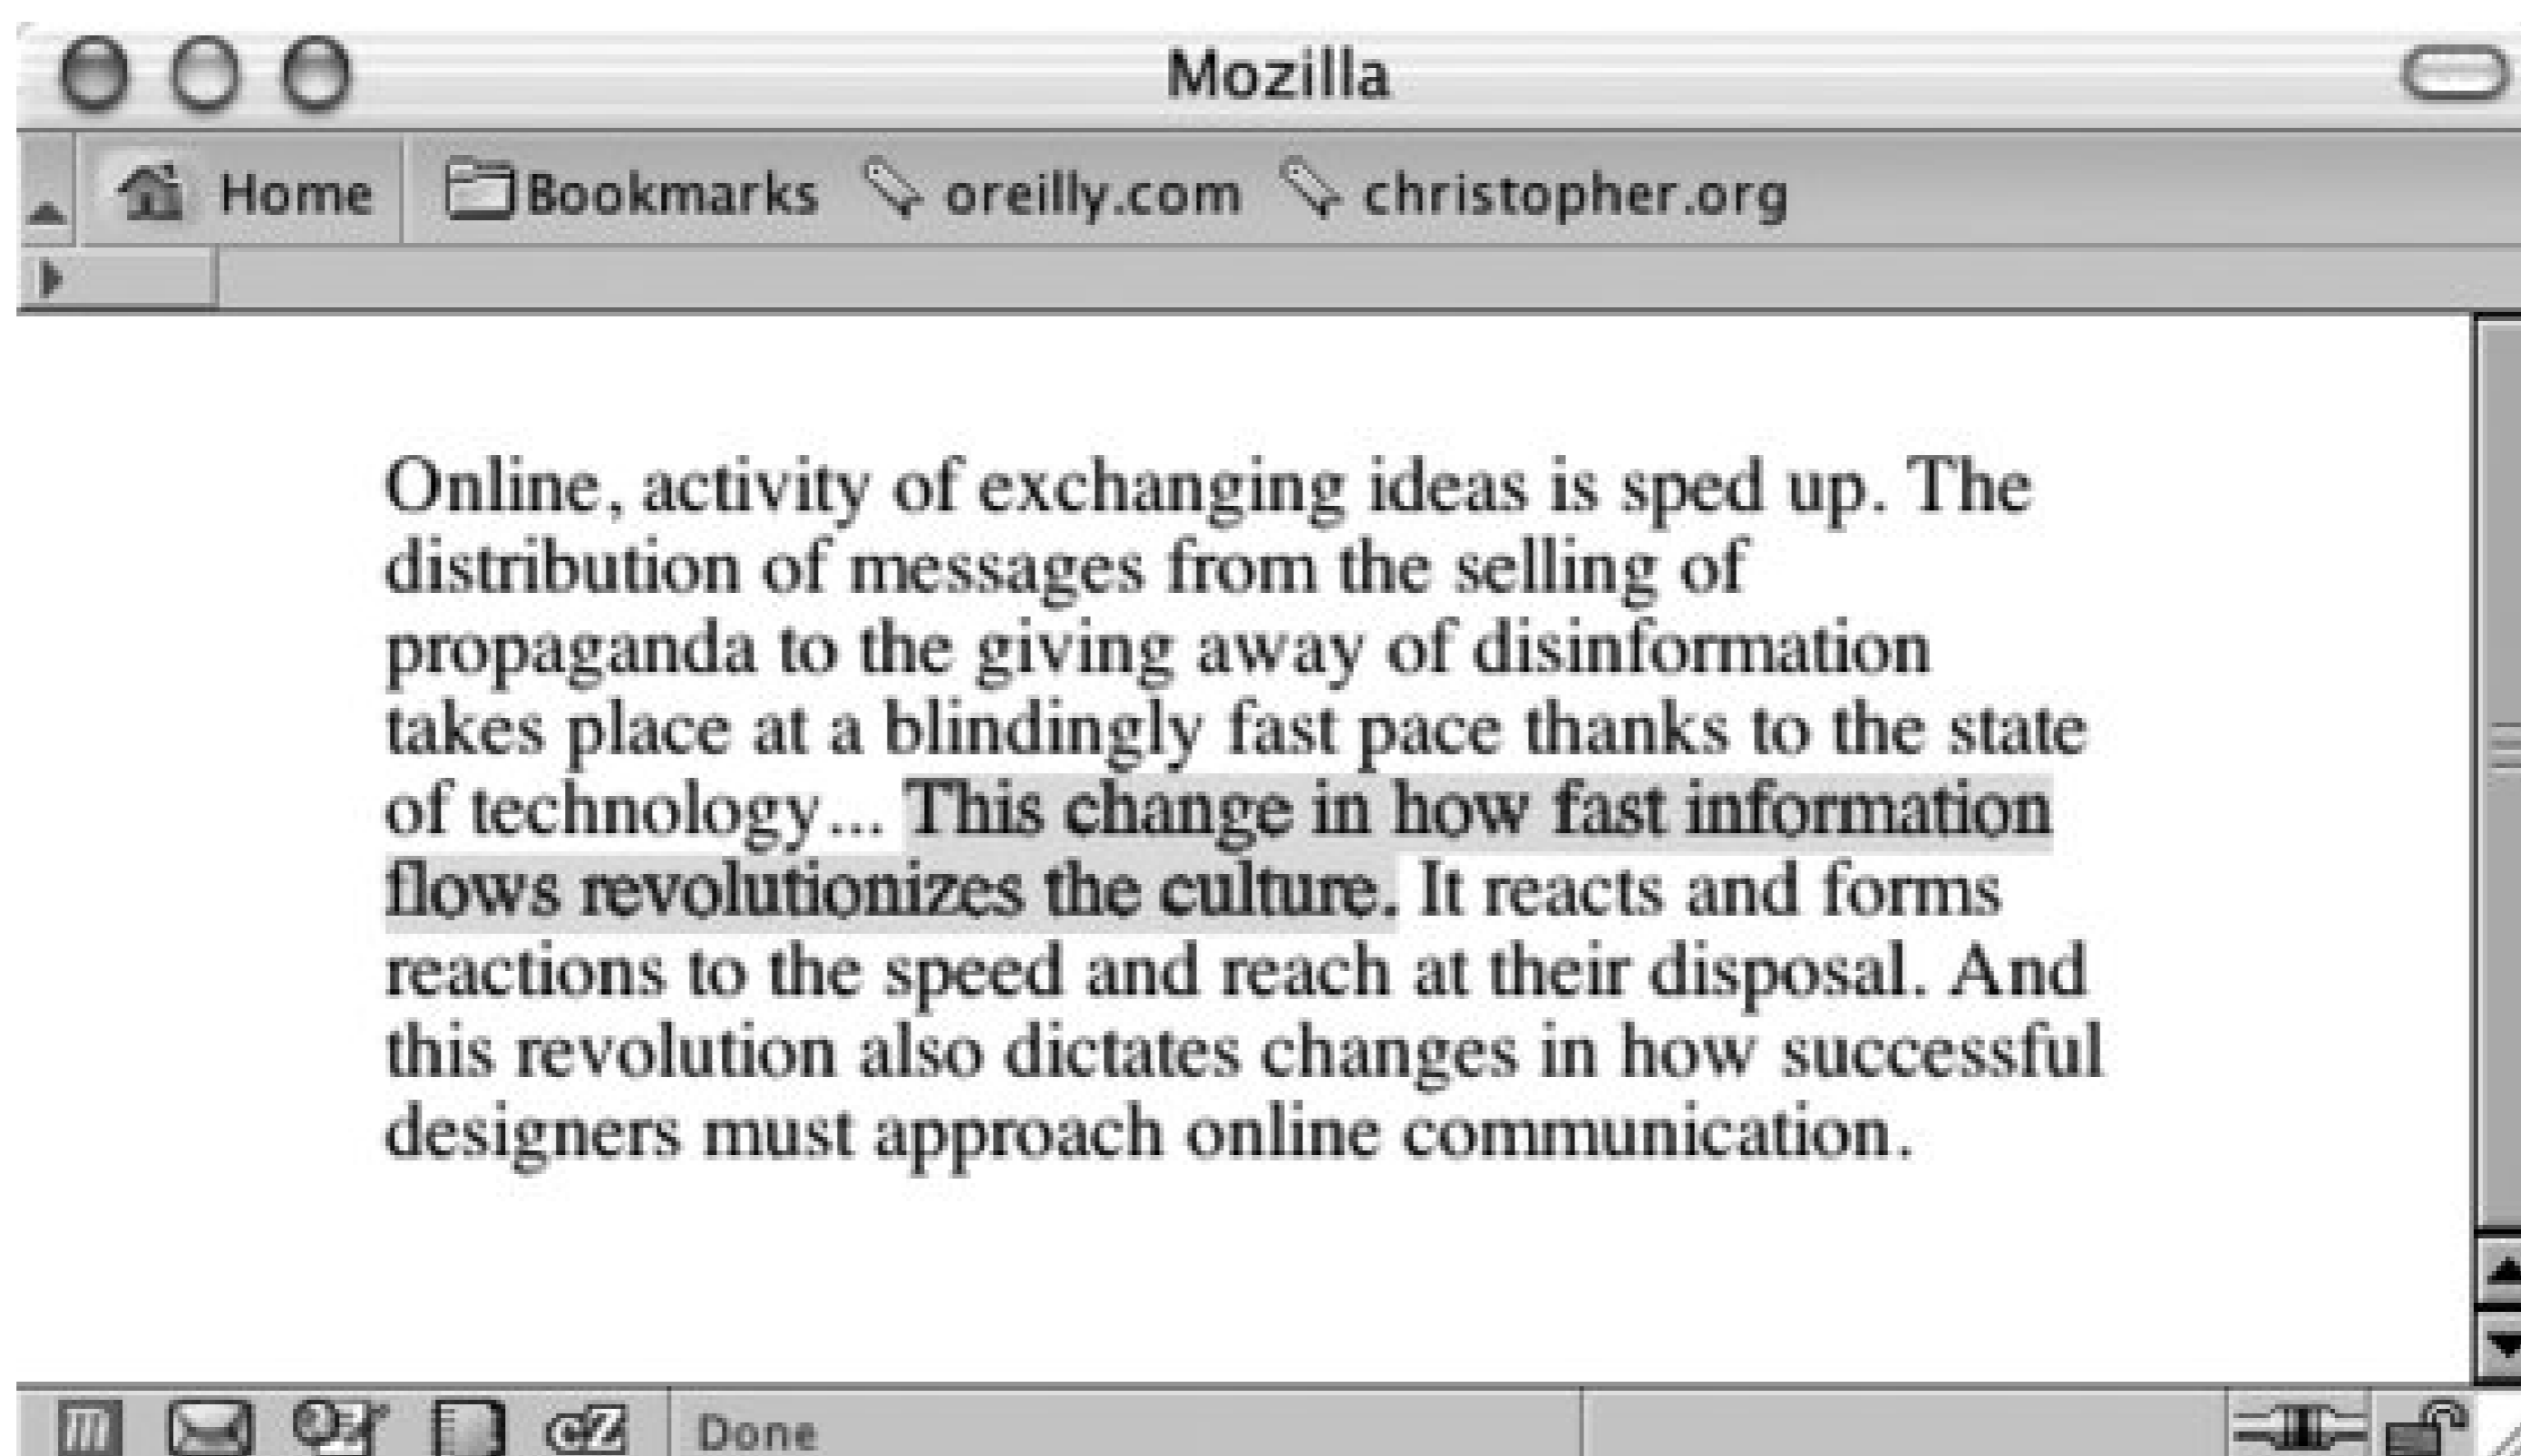 Mozilla
Home Bookmarks oreilly.com christopher.org
Online, activity of exchanging ideas is sped up. The
distribution of messages from the selling of
propaganda to the giving away of disinformation
takes place at a blindingly fast pace thanks to the state
of technology... This change in how fast information
flows revolutionizes the culture. It reacts and forms
reactions to the speed and reach at their disposal. And
this revolution also dictates changes in how successful
designers must approach online communication.
m cZ Done